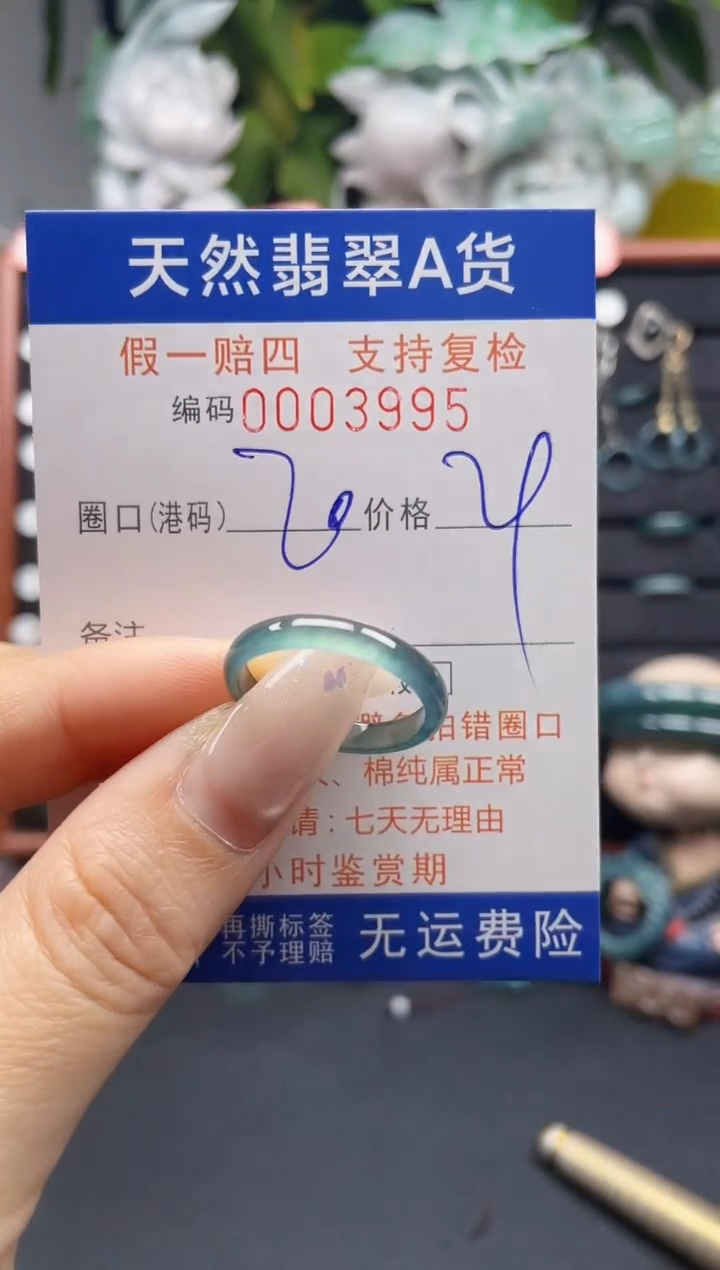 天然翡翠A货
假一赔四 支持复检
编码0003995
圈口(港码) 20 价格
备注
拍错圈口
、棉纯属正常
请:七天无理由
小时鉴赏期
再撕标签
不予理赔
无运费险